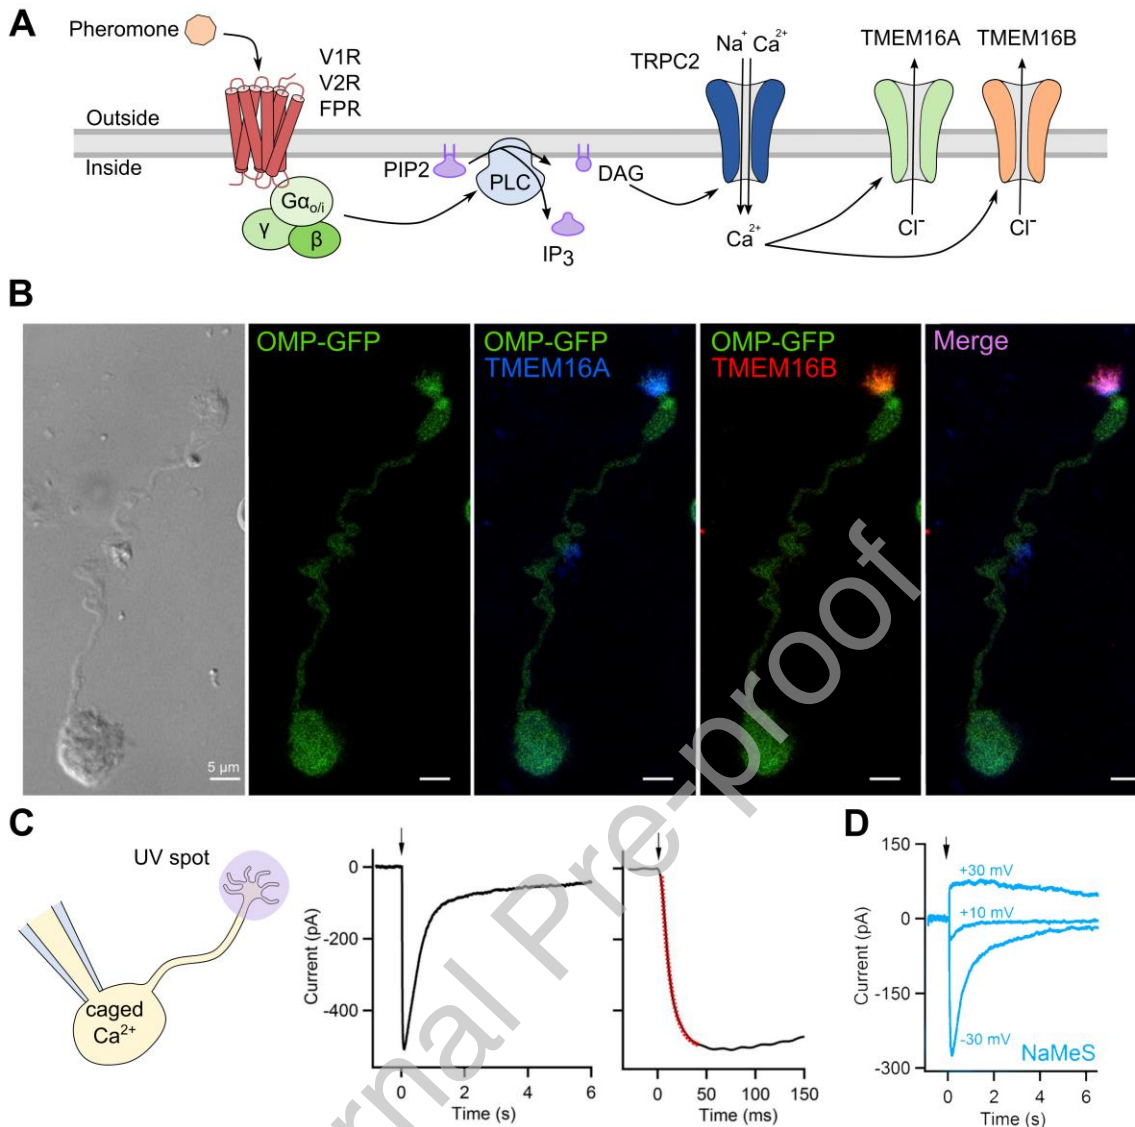 A
Pheromone
V1R
V2R
FPR
TRPC2
Na⁺ Ca²⁺
TMEM16A
TMEM16B
Outside
Inside
PIP2
PLC
DAG
Gαo/i
γ
β
IP3
Ca²⁺
Cl⁻
Cl⁻
B
5 µm
OMP-GFP
OMP-GFP
TMEM16A
OMP-GFP
TMEM16B
Merge
C
UV spot
caged
Ca²⁺
Current (pA)
0
-200
-400
0 2 4 6
Time (s)
Current (pA)
0 50 100 150
Time (ms)
D
Current (pA)
150
0
-150
-300
+30 mV
+10 mV
-30 mV
NaMeS
0 2 4 6
Time (s)
rnal Pre-proof